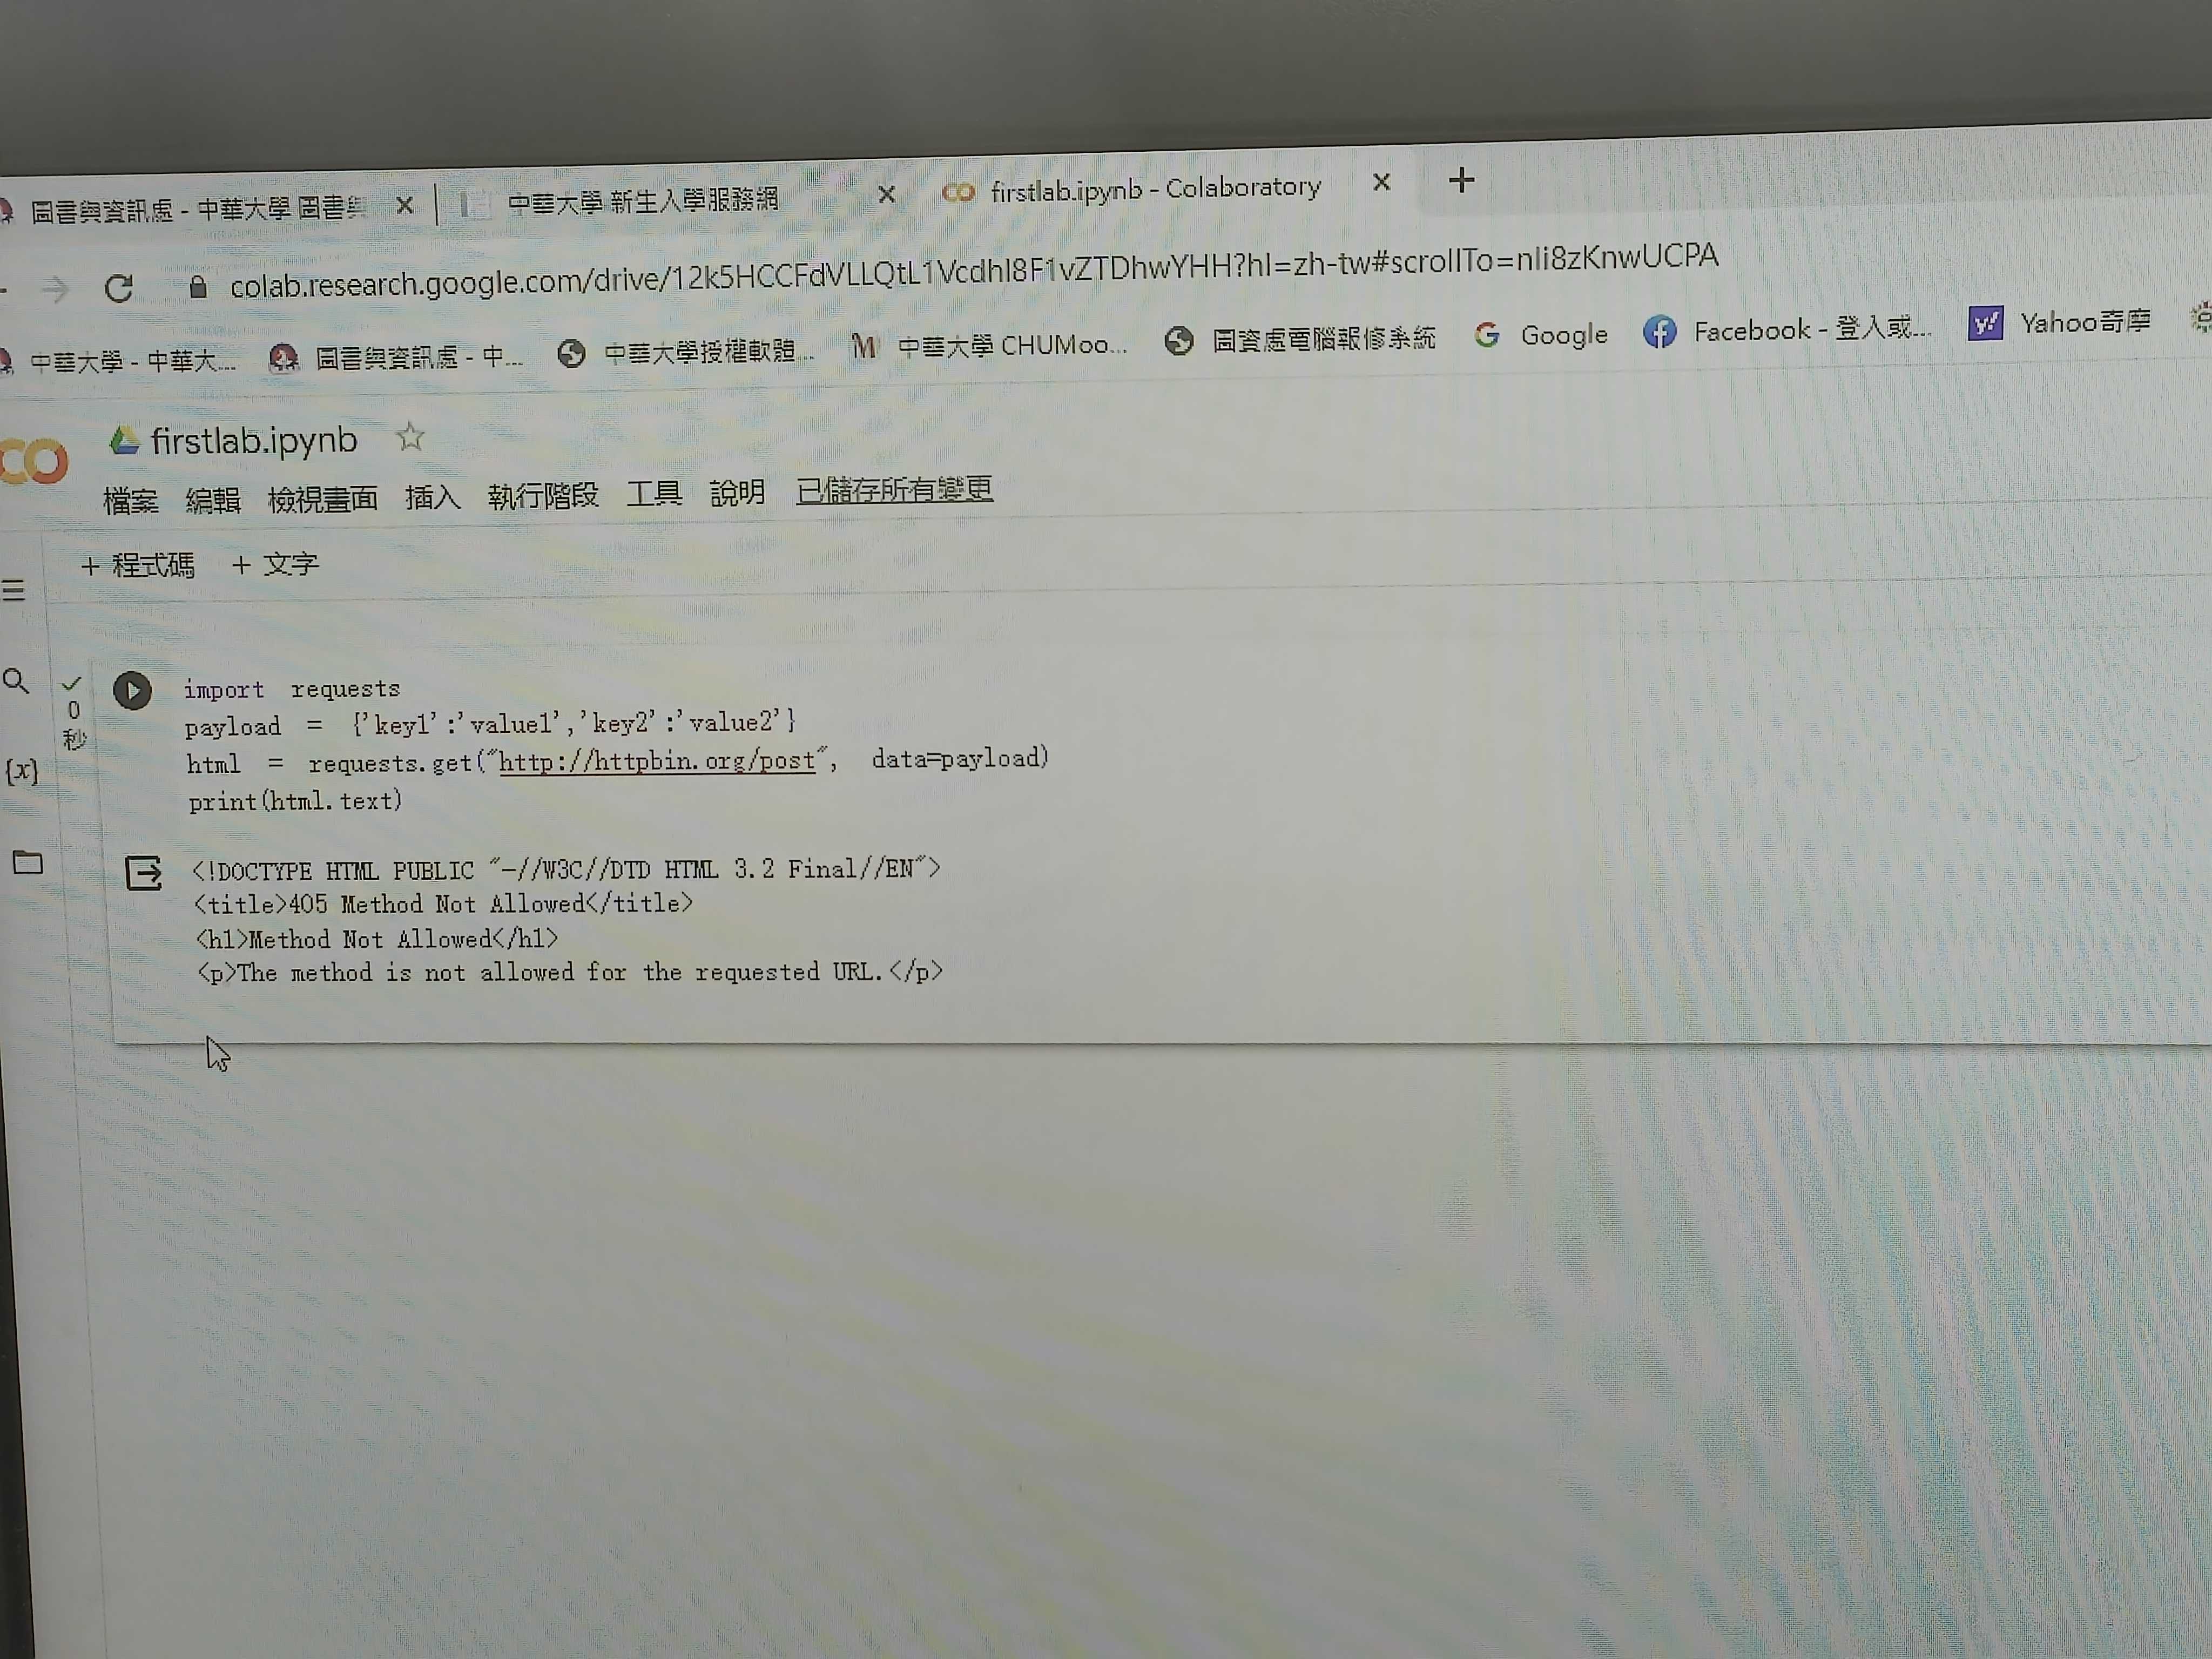 圖書與資訊處 - 中華大學 圖書與
中華大學 新生入學服務網
firstlab.ipynb - Colaboratory
colab.research.google.com/drive/12k5HCCFdVLLQtL1VcdhI8F1vZTDhwYHH?hl=zh-tw#scrollTo=nli8zKnwUCPA
中華大學 - 中華大...
圖書與資訊處 - 中...
中華大學授權軟體...
中華大學 CHUMoo...
圖資處電腦報修系統
Google
Facebook - 登入或...
Yahoo奇摩
firstlab.ipynb
檔案 編輯 檢視畫面 插入 執行階段 工具 說明 已儲存所有變更
+ 程式碼 + 文字
0
秒
{x}
import requests
payload = {'key1':'value1','key2':'value2'}
html = requests.get("http://httpbin.org/post", data=payload)
print(html.text)
<!DOCTYPE HTML PUBLIC "-//W3C//DTD HTML 3.2 Final//EN">
<title>405 Method Not Allowed</title>
<h1>Method Not Allowed</h1>
<p>The method is not allowed for the requested URL.</p>